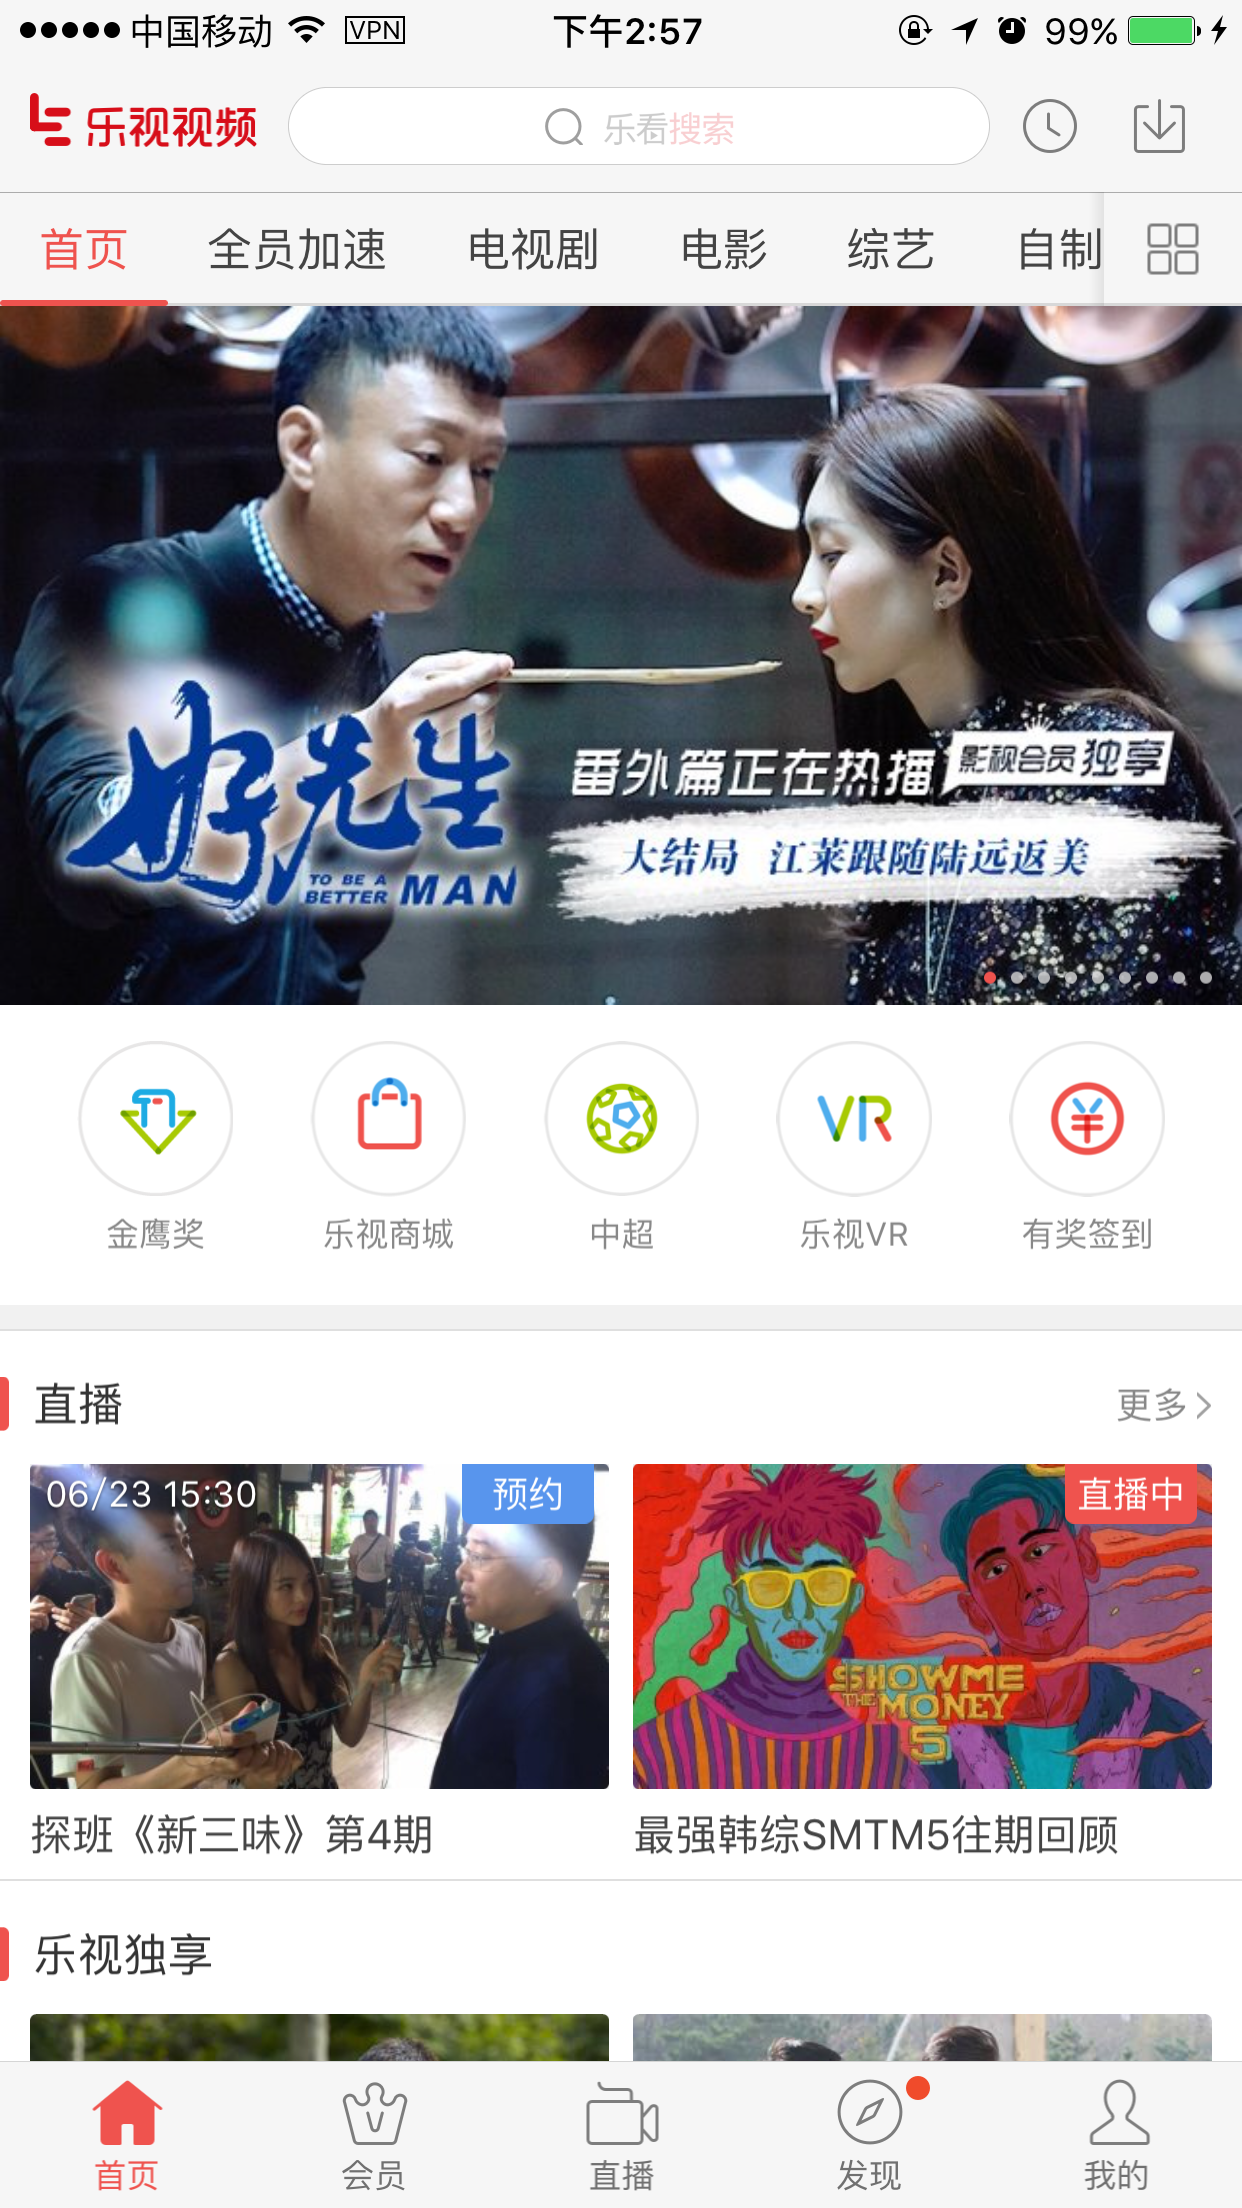 中国移动 VPN 下午2:57 99%
乐视视频 乐看搜索
首页 全员加速 电视剧 电影 综艺 自制
好先生
TO BE A BETTER MAN
番外篇正在热播 影视会员独享
大结局 江莱跟随陆远返美
金鹰奖 乐视商城 中超 乐视VR 有奖签到
直播 更多
06/23 15:30 预约 直播中
SHOW ME THE MONEY 5
探班《新三味》第4期 最强韩综SMTM5往期回顾
乐视独享
首页 会员 直播 发现 我的